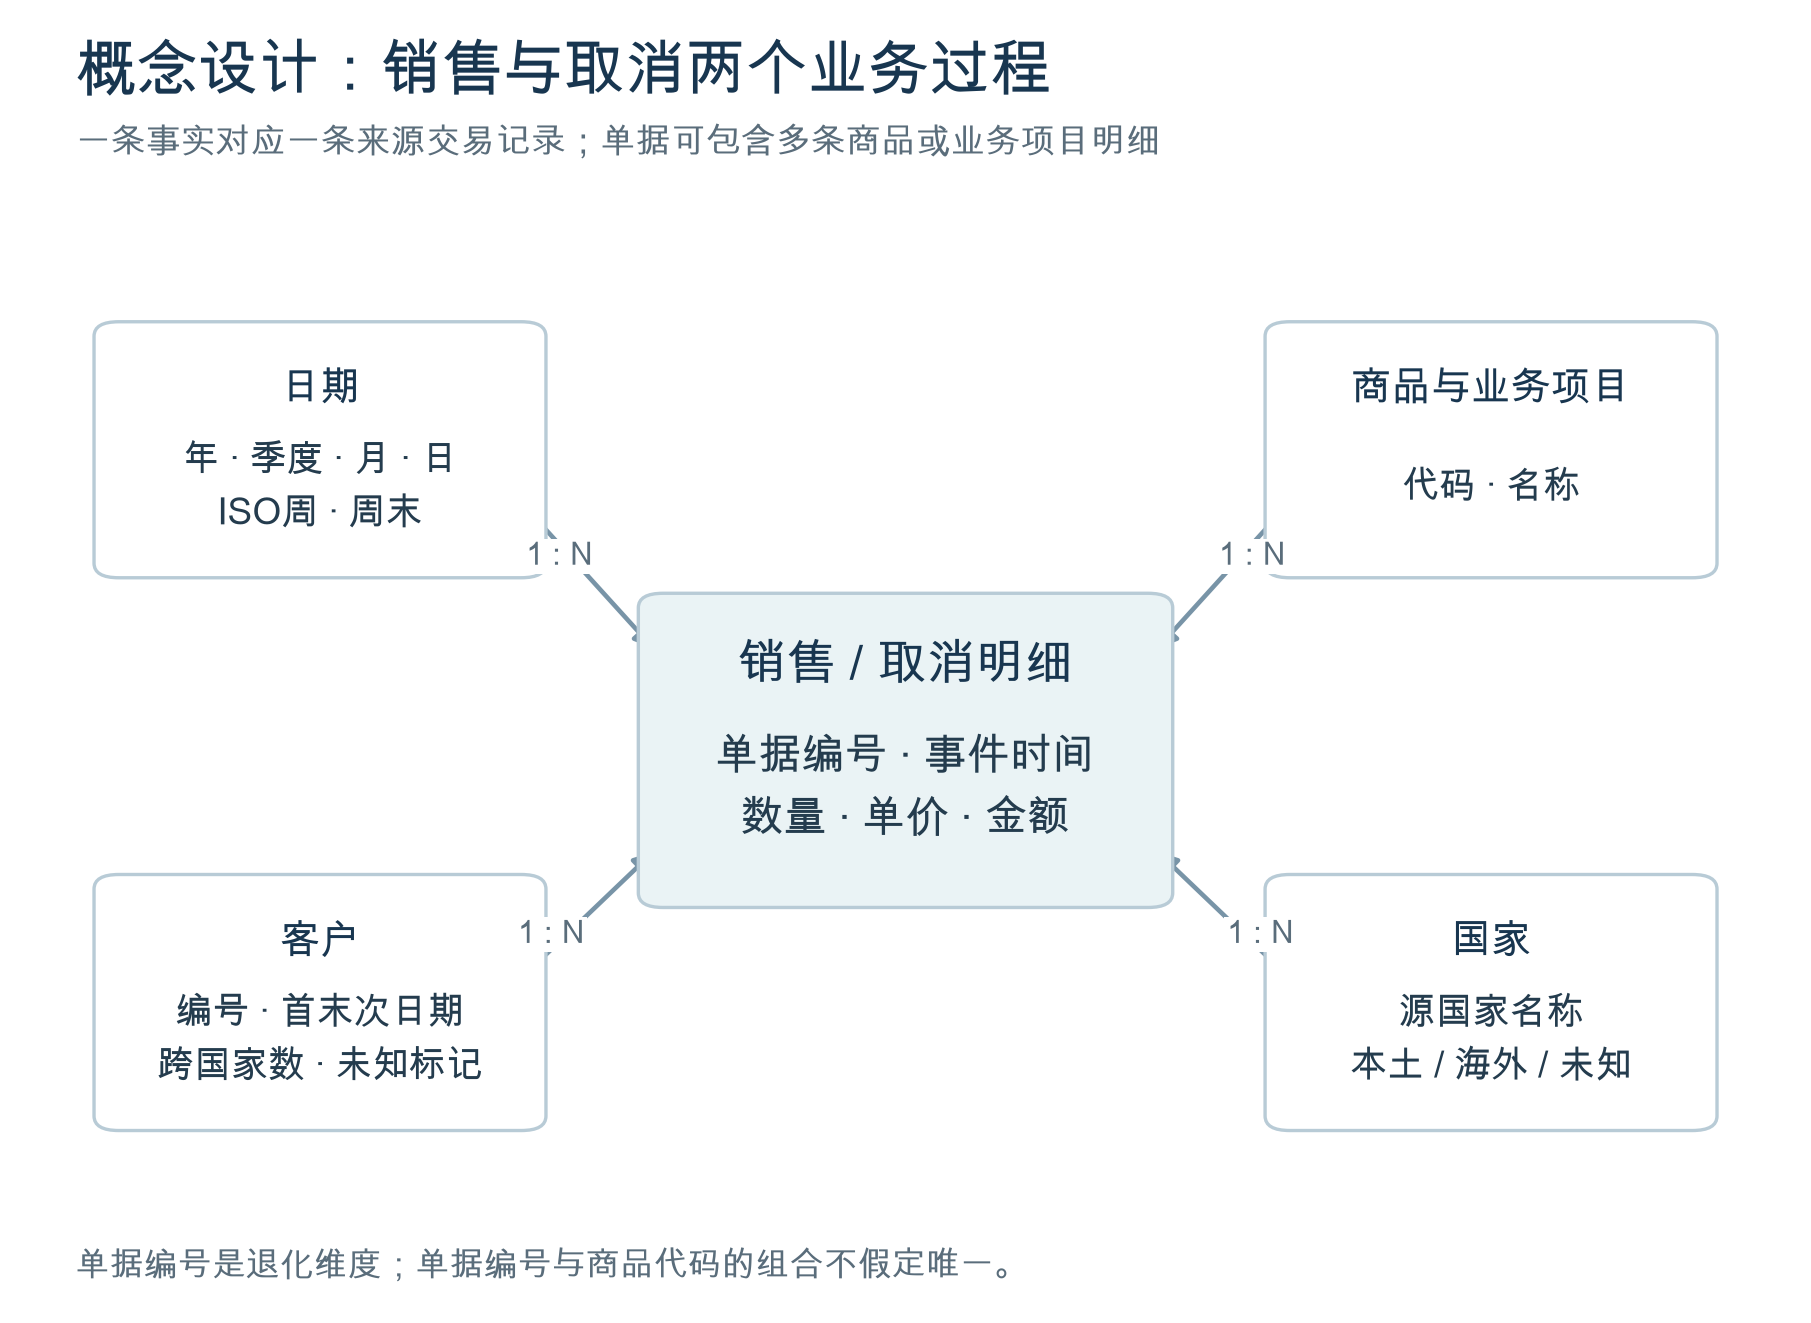 概念设计：销售与取消两个业务过程
一条事实对应一条来源交易记录；单据可包含多条商品或业务项目明细
日期
年 · 季度 · 月 · 日
ISO周 · 周末
1 : N
商品与业务项目
代码 · 名称
1 : N
销售 / 取消明细
单据编号 · 事件时间
数量 · 单价 · 金额
客户
编号 · 首末次日期
跨国家数 · 未知标记
1 : N
国家
源国家名称
本土 / 海外 / 未知
1 : N
单据编号是退化维度；单据编号与商品代码的组合不假定唯一。